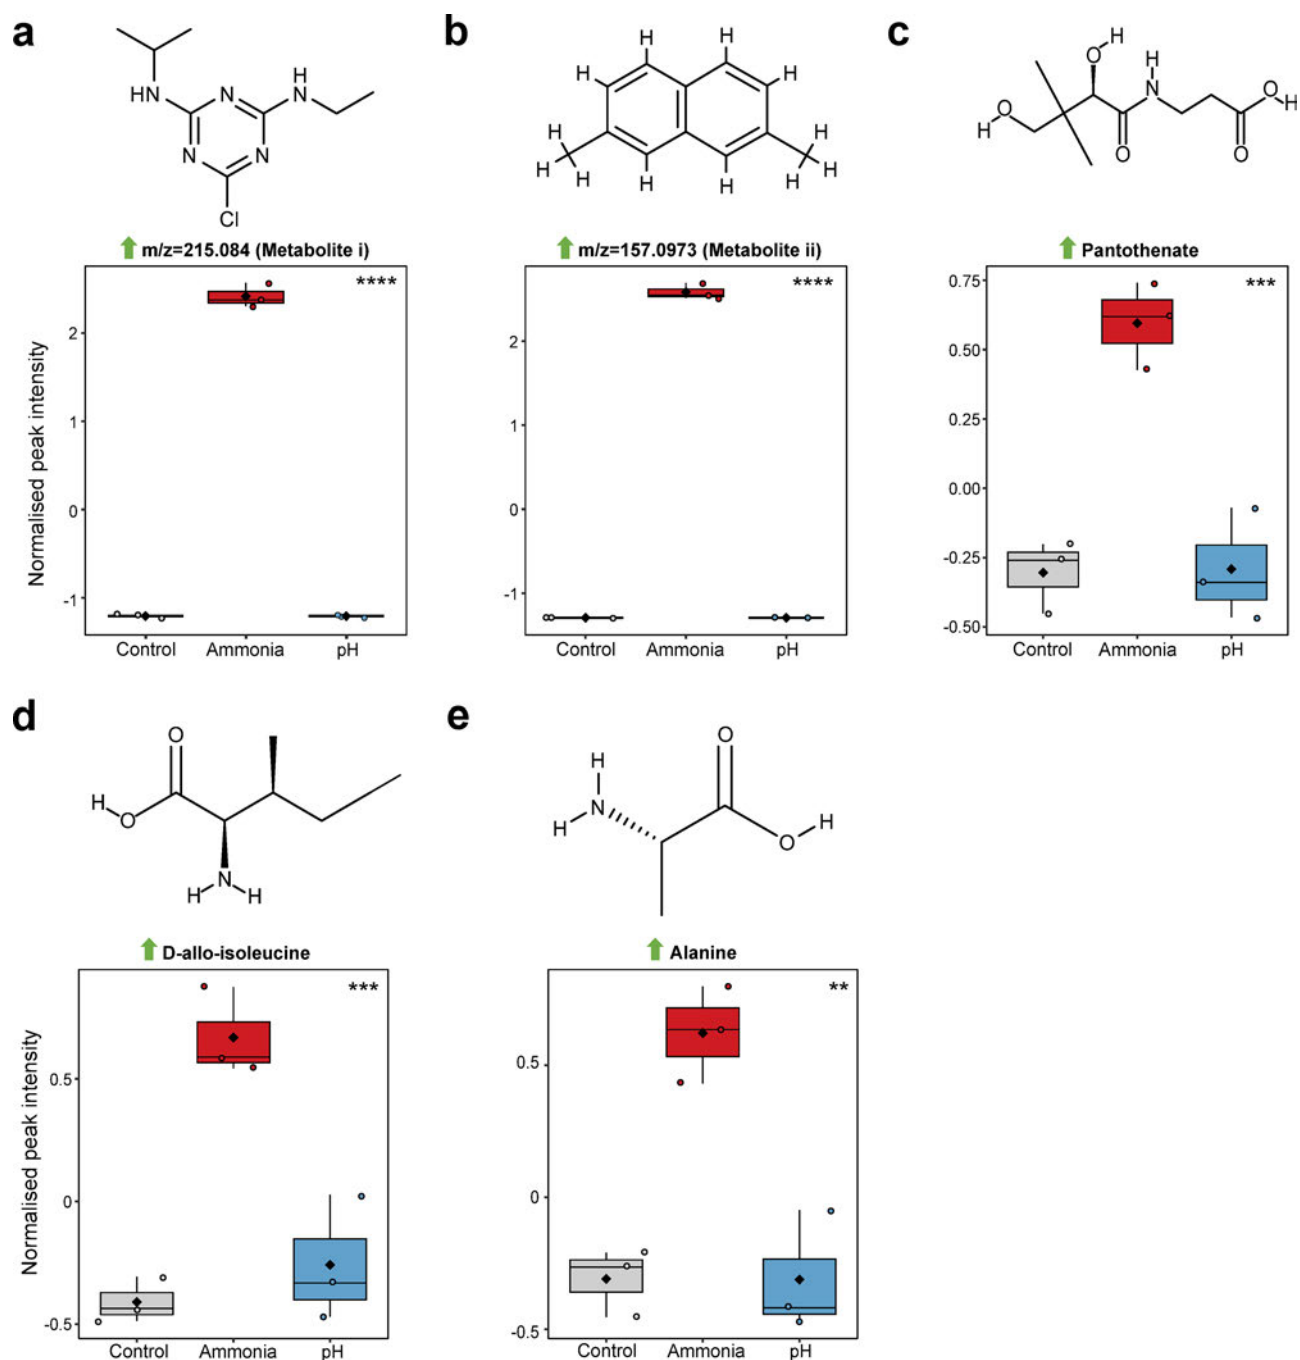 a
HN
N
H
N
N
N
Cl
m/z=215.084 (Metabolite i)
****
Normalised peak intensity
2
1
0
-1
Control Ammonia pH
b
H H
H H
H H
H H
H H
H H
m/z=157.0973 (Metabolite ii)
****
2
1
0
-1
Control Ammonia pH
c
H
O
H
N
H
O
O
O
O
H
Pantothenate
***
0.75
0.50
0.25
0.00
-0.25
-0.50
Control Ammonia pH
d
O
H
O
N
H H
D-allo-isoleucine
***
Normalised peak intensity
0.5
0
-0.5
Control Ammonia pH
e
H
N
H
O
O
H
Alanine
**
0.5
0
-0.5
Control Ammonia pH